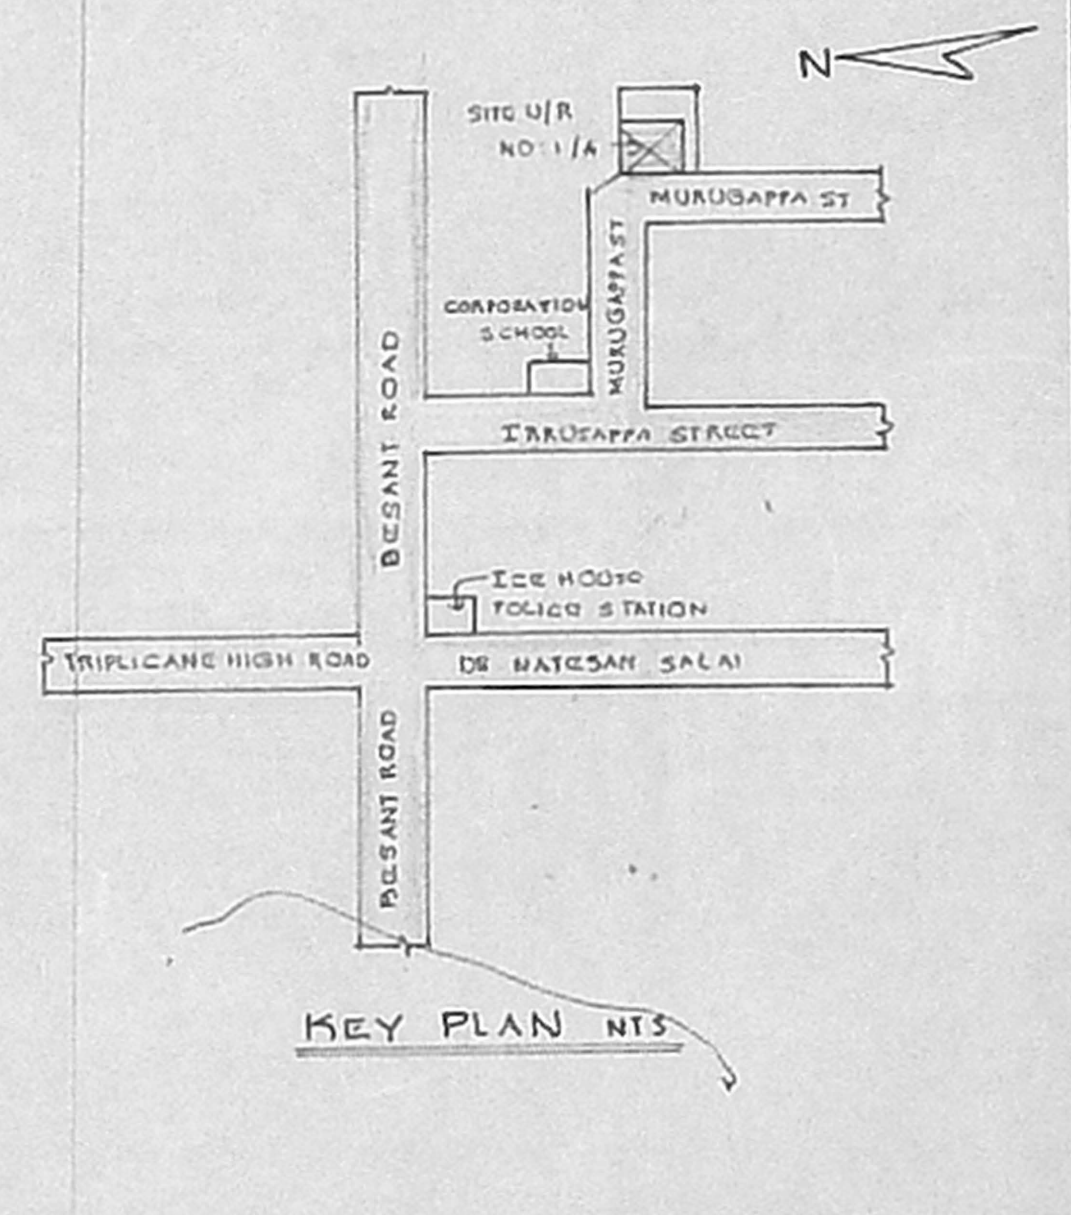 N
SITE U/R
NO: 1/A
MURUGAPPA ST
MURUGAPPA ST
CORPORATION
SCHOOL
BESANT ROAD
IRRUSAPPA STREET
ICE HOUSE
POLICE STATION
TRIPLICANE HIGH ROAD
DR NATESAN SALAI
BESANT ROAD
KEY PLAN NTS